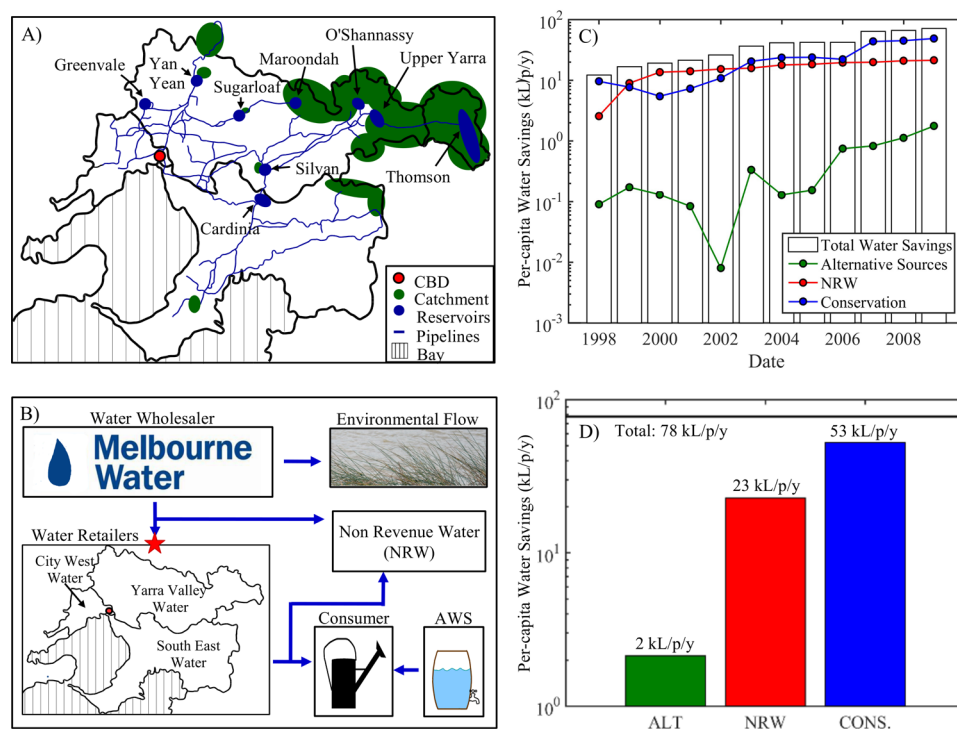 A)
O'Shannassy
Yan
Yean
Maroondah
Upper Yarra
Greenvale
Sugarloaf
Silvan
Thomson
Cardinia
CBD
Catchment
Reservoirs
Pipelines
Bay
B)
Water Wholesaler
Environmental Flow
Melbourne
Water
Water Retailers
Non Revenue Water
(NRW)
City West
Water
Yarra Valley
Water
South East
Water
Consumer
AWS
C)
Per-capita Water Savings (kL/p/y)
10^2
10^1
10^0
10^-1
10^-2
10^-3
Total Water Savings
Alternative Sources
NRW
Conservation
1998 2000 2002 2004 2006 2008
Date
D)
Per-capita Water Savings (kL/p/y)
10^2
10^1
10^0
Total: 78 kL/p/y
53 kL/p/y
23 kL/p/y
2 kL/p/y
ALT NRW CONS.